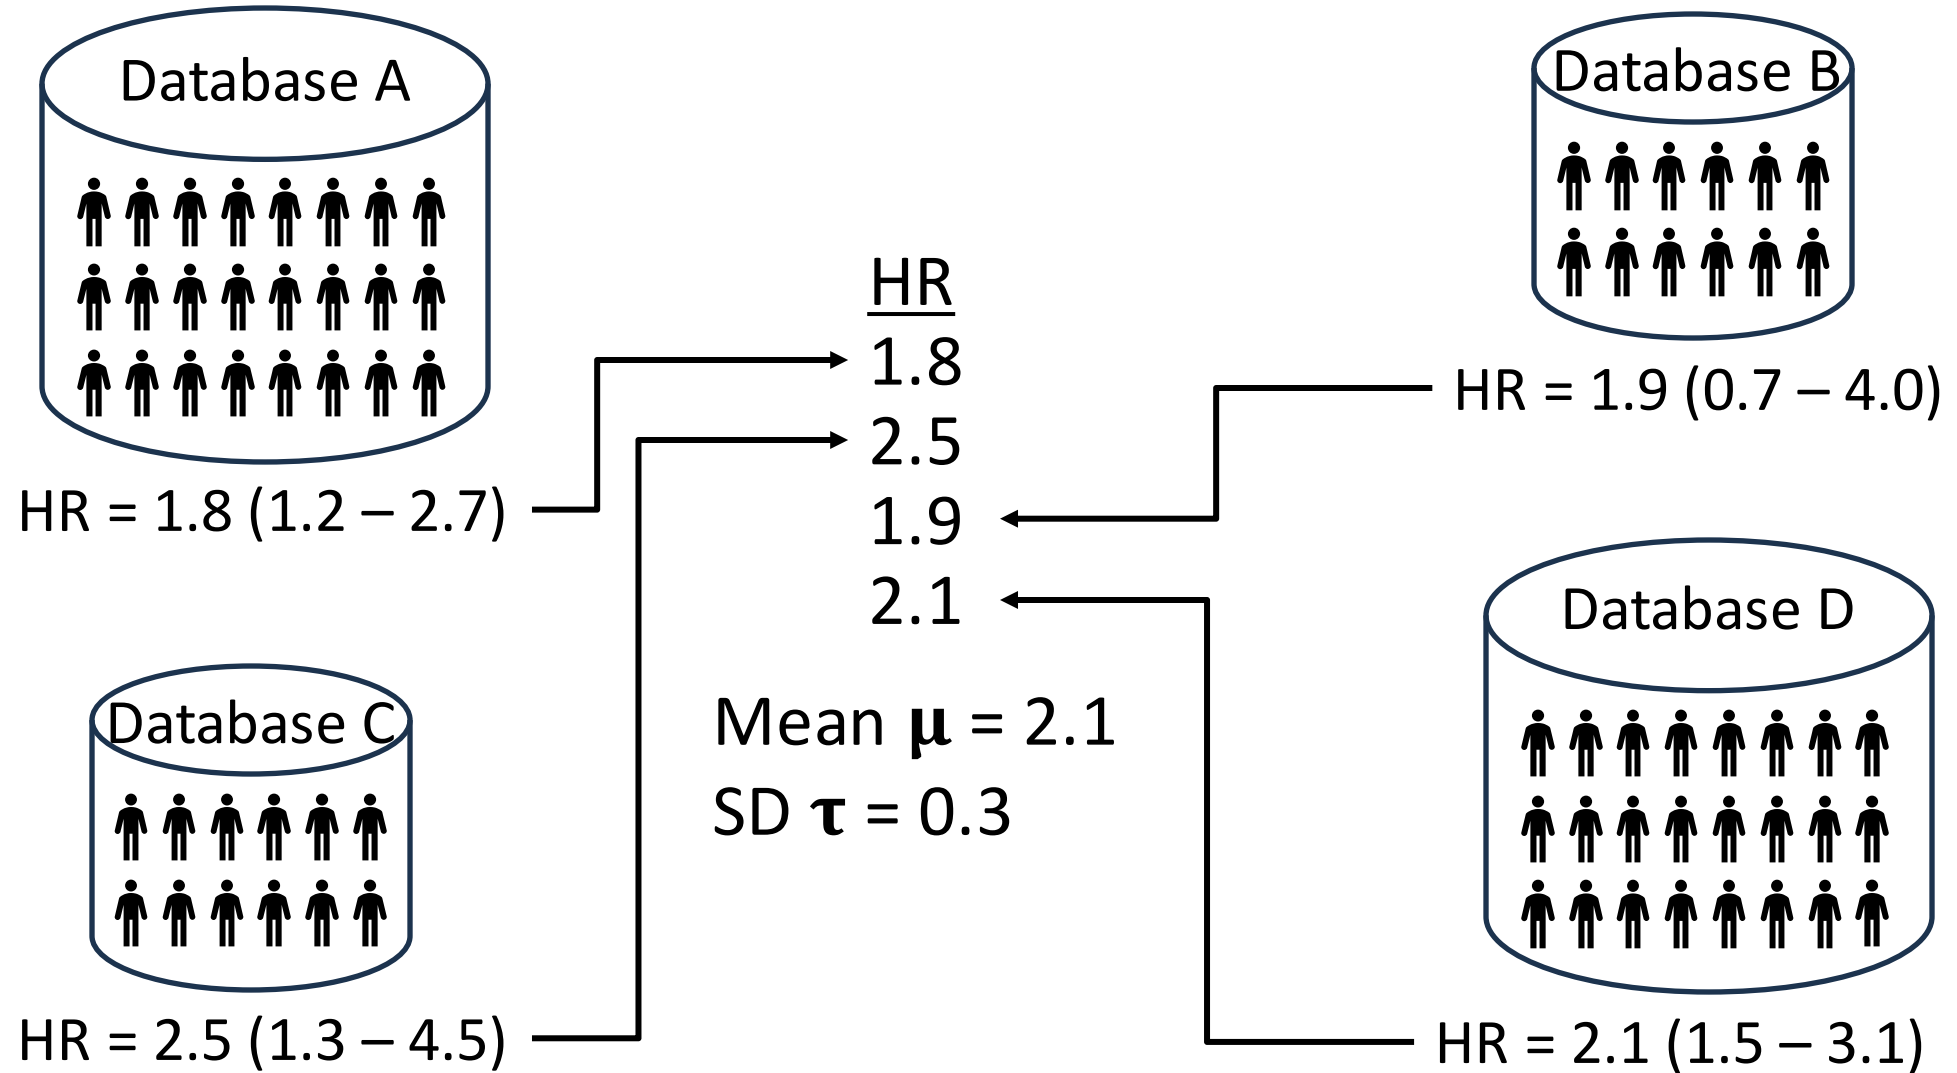 Database A
HR = 1.8 (1.2 – 2.7)
Database C
HR = 2.5 (1.3 – 4.5)
HR
1.8
2.5
1.9
2.1
Mean μ = 2.1
SD τ = 0.3
Database B
HR = 1.9 (0.7 – 4.0)
Database D
HR = 2.1 (1.5 – 3.1)